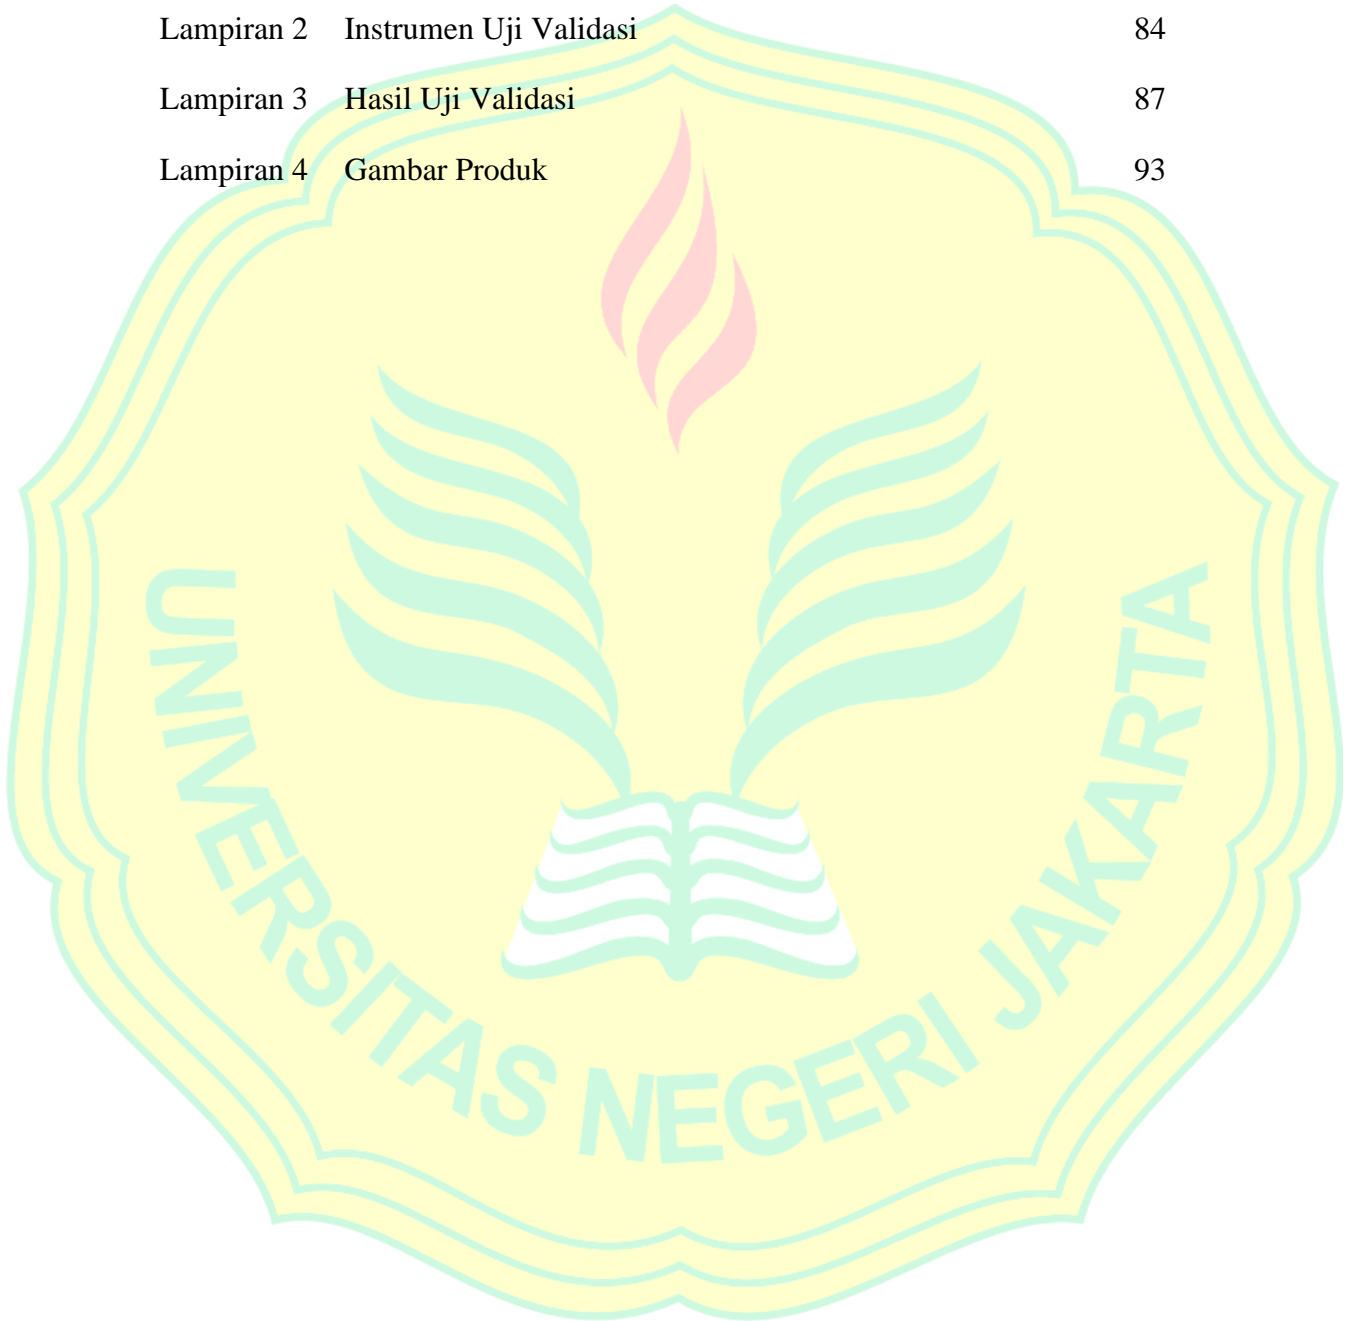 Lampiran 2 Instrumen Uji Validasi 84
Lampiran 3 Hasil Uji Validasi 87
Lampiran 4 Gambar Produk 93
UNIVERSITAS NEGERI JAKARTA